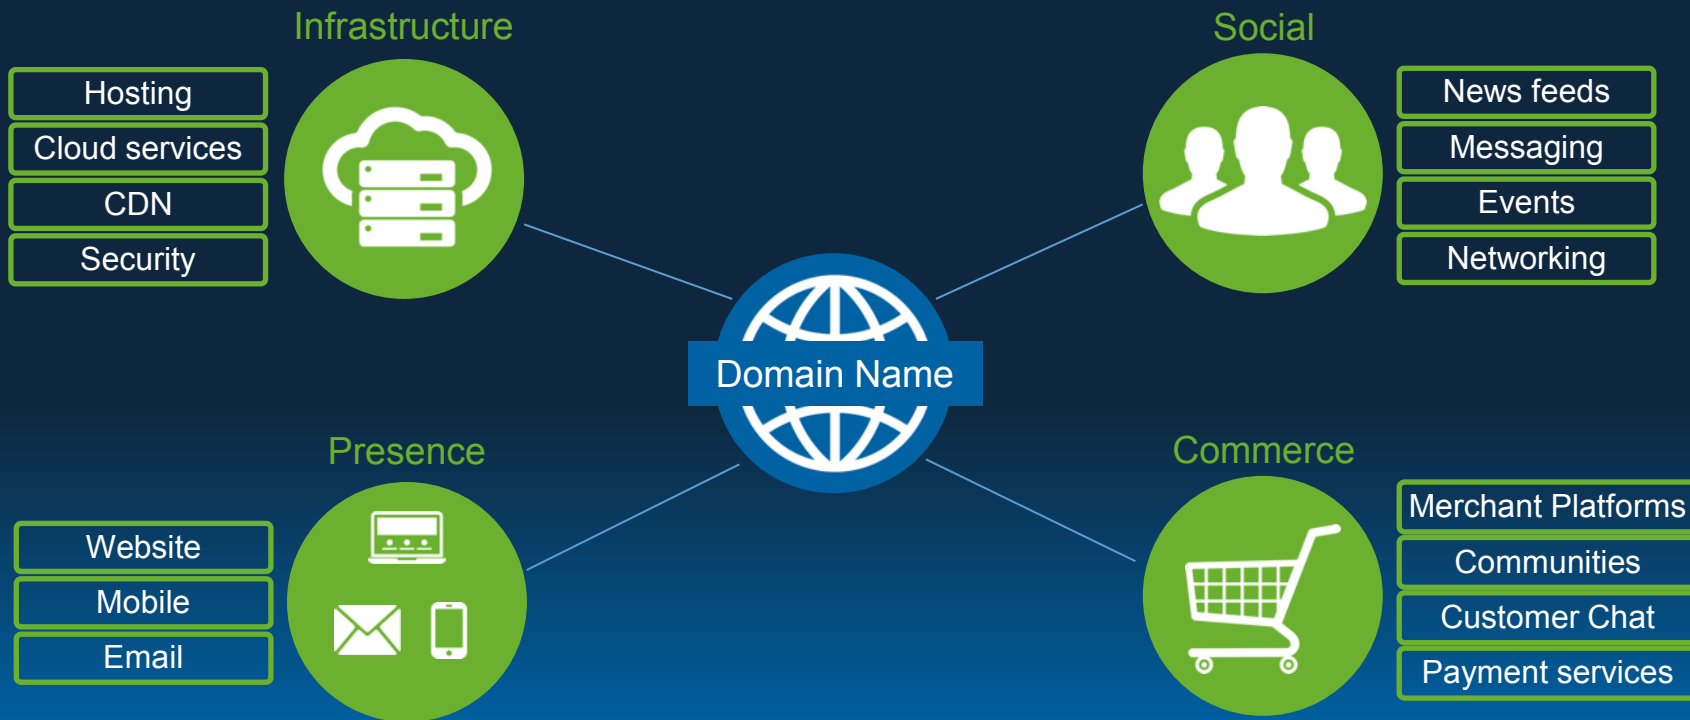 Infrastructure
Hosting
Cloud services
CDN
Security
Social
News feeds
Messaging
Events
Networking
Domain Name
Presence
Website
Mobile
Email
Commerce
Merchant Platforms
Communities
Customer Chat
Payment services